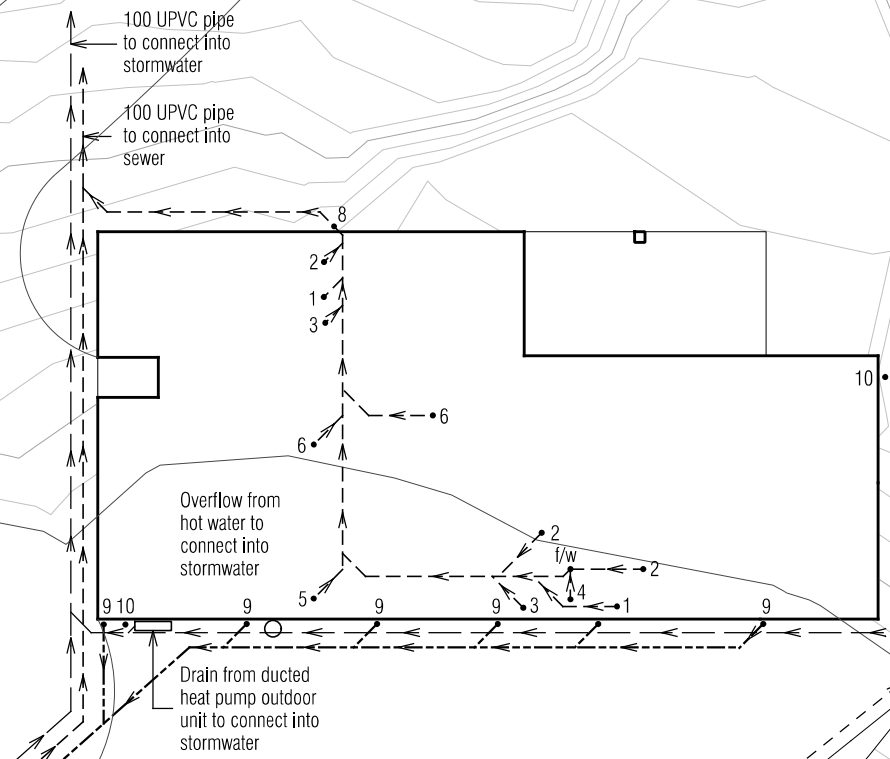 100 UPVC pipe
to connect into
stormwater
100 UPVC pipe
to connect into
sewer
8
2
1
3
10
6
6
Overflow from
hot water to
connect into
stormwater
2
f/w
2
5
4
3
1
9 10
9
9
9
9
Drain from ducted
heat pump outdoor
unit to connect into
stormwater